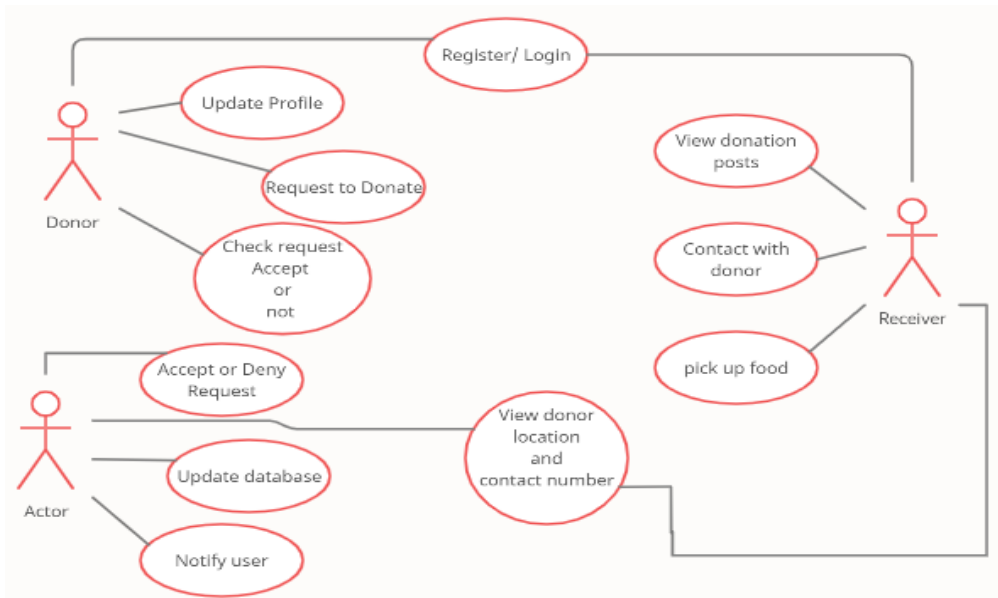 Register/ Login
Update Profile
Request to Donate
Donor
Check request
Accept
or
not
View donation
posts
Contact with
donor
Receiver
pick up food
Accept or Deny
Request
View donor
location
and
contact number
Update database
Actor
Notify user